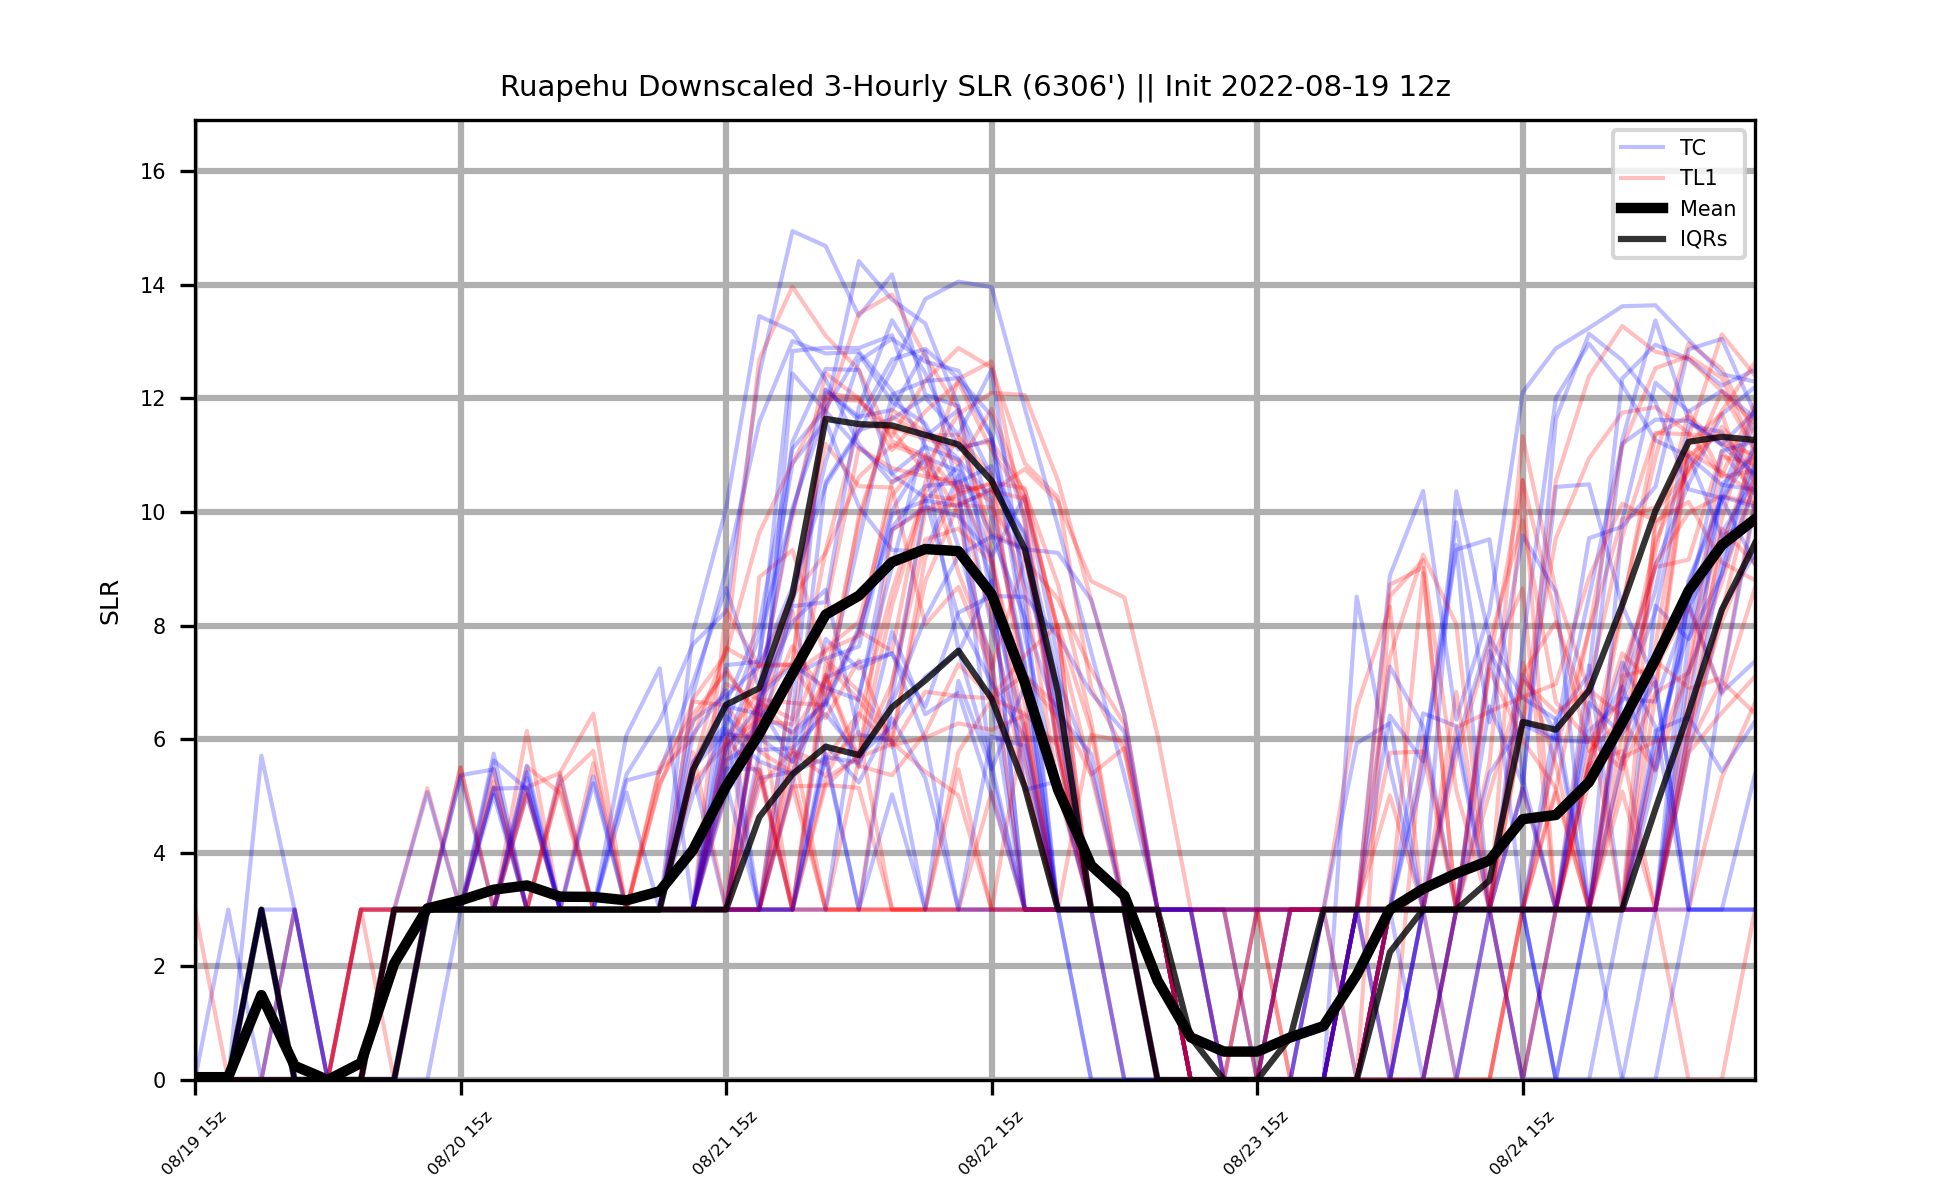 Ruapehu Downscaled 3-Hourly SLR (6306') || Init 2022-08-19 12z
TC
TL1
Mean
IQRs
SLR
16
14
12
10
8
6
4
2
0
08/19 15z
08/20 15z
08/21 15z
08/22 15z
08/23 15z
08/24 15z